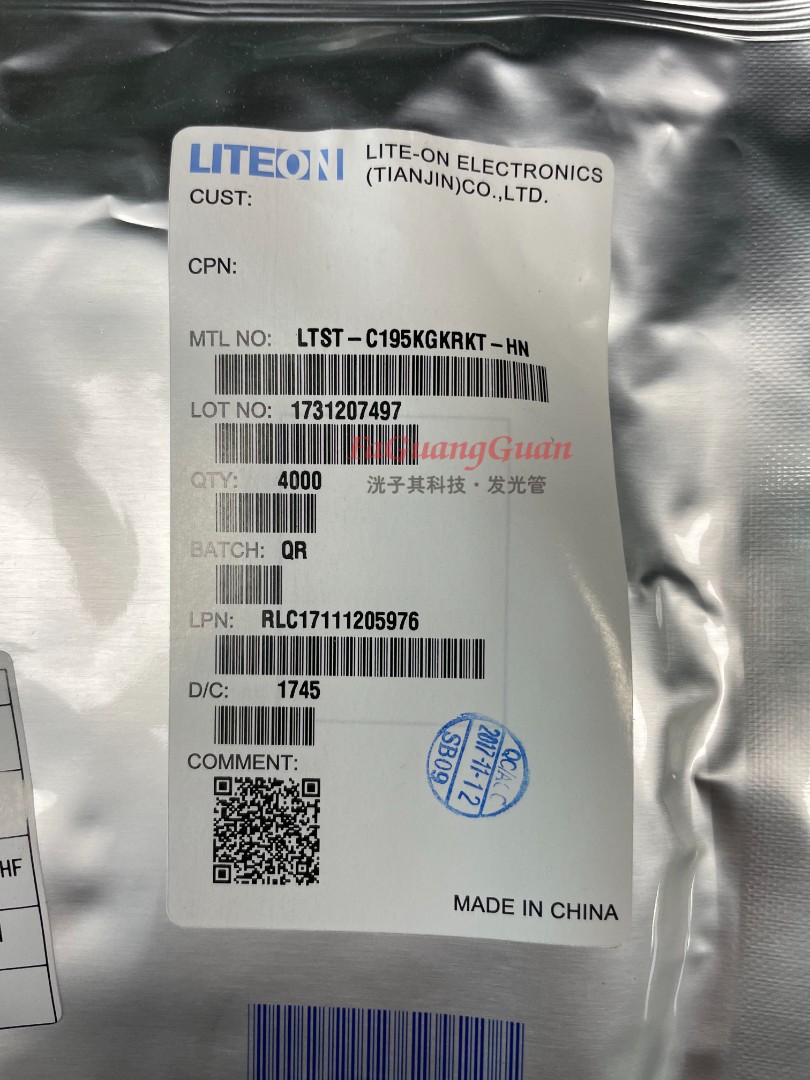 LITEON
LITE-ON ELECTRONICS
(TIANJIN)CO.,LTD.
CUST:
CPN:
MTL NO: LTST-C195KGKRKT-HN
LOT NO: 1731207497
FaGuangGuan
QTY: 4000
洸子其科技·发光管
BATCH: QR
LPN: RLC17111205976
D/C: 1745
COMMENT:
QC/ACC
2017-11-12
SB09
HF
MADE IN CHINA